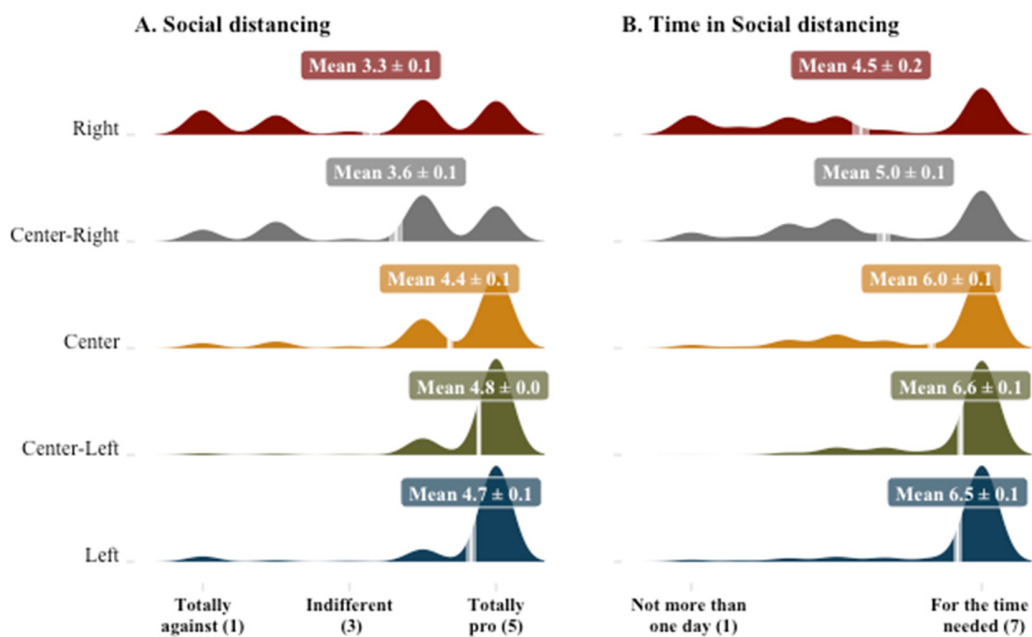 A. Social distancing
B. Time in Social distancing
Mean 3.3 ± 0.1
Mean 4.5 ± 0.2
Right
Mean 3.6 ± 0.1
Mean 5.0 ± 0.1
Center-Right
Mean 4.4 ± 0.1
Mean 6.0 ± 0.1
Center
Mean 4.8 ± 0.0
Mean 6.6 ± 0.1
Center-Left
Mean 4.7 ± 0.1
Mean 6.5 ± 0.1
Left
Totally
against (1)
Indifferent
(3)
Totally
pro (5)
Not more than
one day (1)
For the time
needed (7)